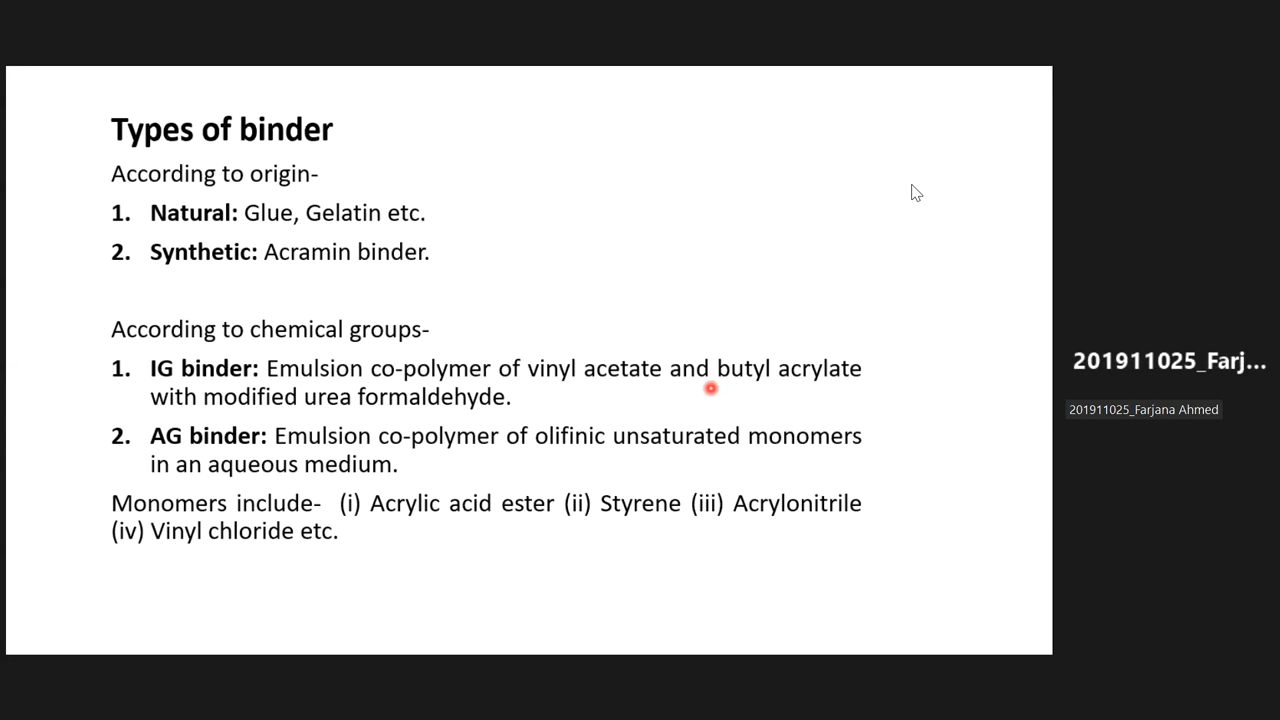 Types of binder
According to origin-
1. Natural: Glue, Gelatin etc.
2. Synthetic: Acramin binder.
According to chemical groups-
1. IG binder: Emulsion co-polymer of vinyl acetate and butyl acrylate
with modified urea formaldehyde.
2. AG binder: Emulsion co-polymer of olifinic unsaturated monomers
in an aqueous medium.
Monomers include- (i) Acrylic acid ester (ii) Styrene (iii) Acrylonitrile
(iv) Vinyl chloride etc.
201911025_Farj...
201911025_Farjana Ahmed